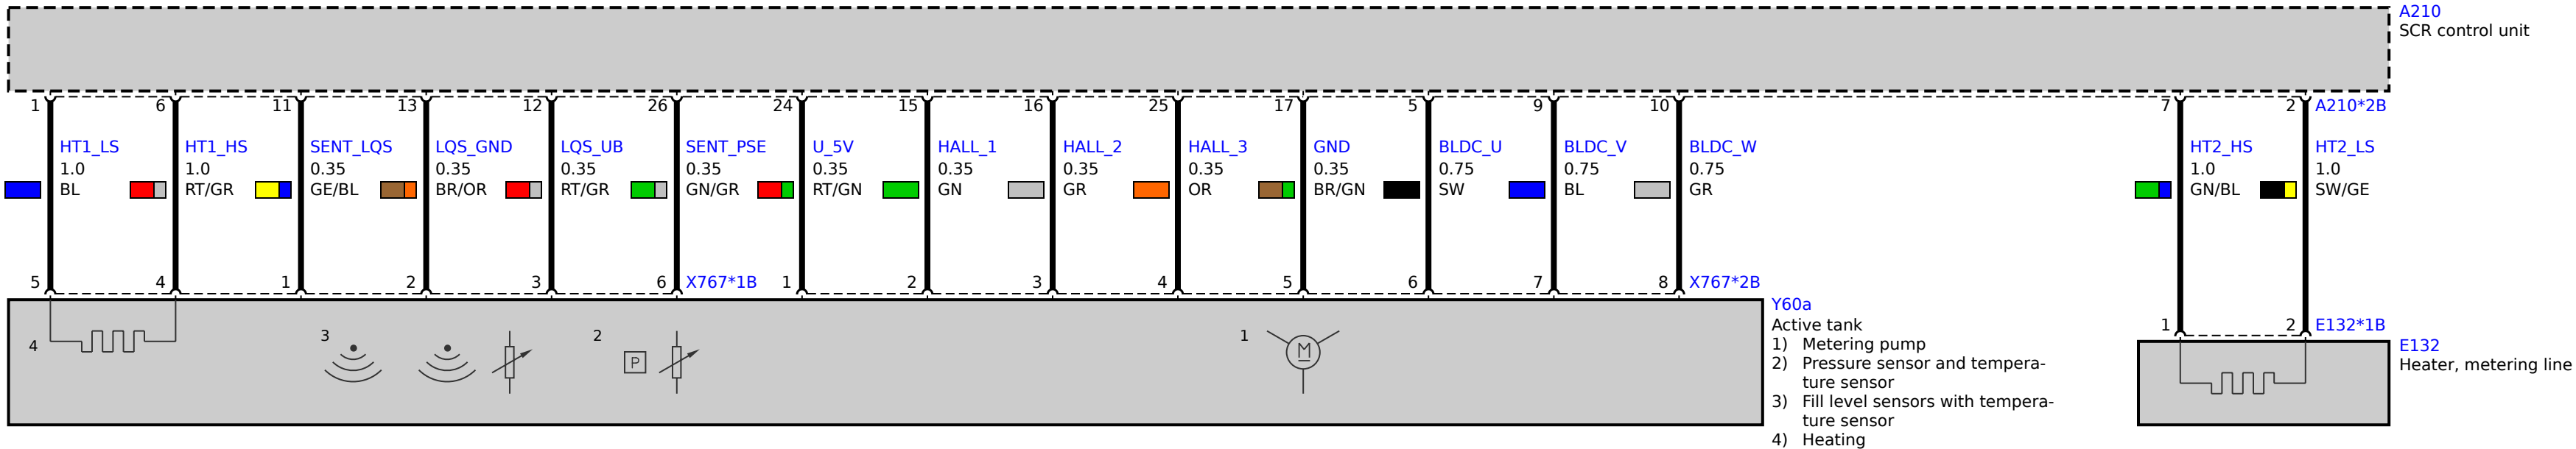 A210
SCR control unit
1 6 11 13 12 26 24 15 16 25 17 5 9 10 7 2 A210*2B
HT1_LS HT1_HS SENT_LQS LQS_GND LQS_UB SENT_PSE U_5V HALL_1 HALL_2 HALL_3 GND BLDC_U BLDC_V BLDC_W HT2_HS HT2_LS
1.0 1.0 0.35 0.35 0.35 0.35 0.35 0.35 0.35 0.35 0.35 0.75 0.75 0.75 1.0 1.0
BL RT/GR GE/BL BR/OR RT/GR GN/GR RT/GN GN GR OR BR/GN SW BL GR GN/BL SW/GE
5 4 1 2 3 6 X767*1B 1 2 3 4 5 6 7 8 X767*2B
1 2 E132*1B
4 3 2 1
P M
Y60a
Active tank
1) Metering pump
2) Pressure sensor and tempera-
ture sensor
3) Fill level sensors with tempera-
ture sensor
4) Heating
E132
Heater, metering line